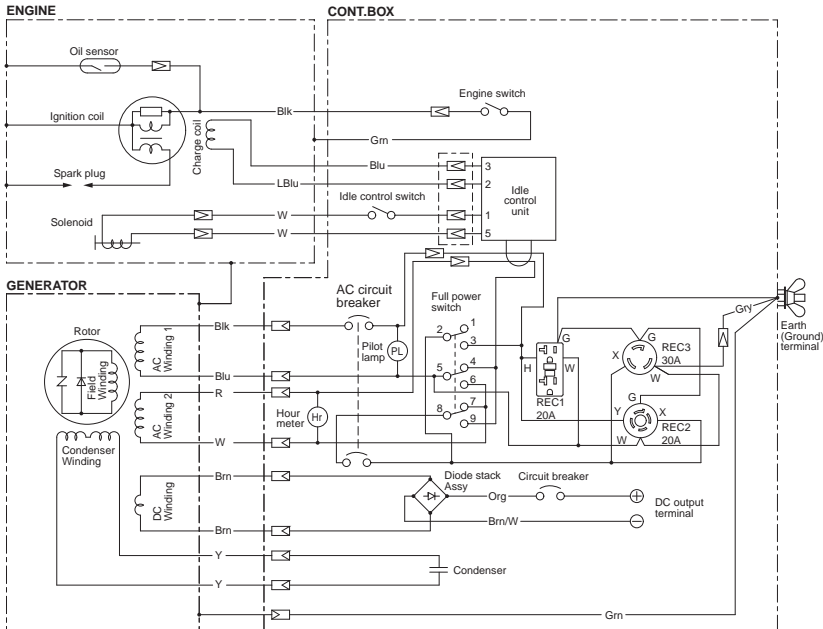 ENGINE
CONT.BOX
Oil sensor
Ignition coil
Charge coil
Blk
Engine switch
Grn
Spark plug
Blu
3
LBlu
2
Idle control switch
Idle
control
unit
Solenoid
W
1
W
5
GENERATOR
AC circuit
breaker
Full power
switch
Rotor
Field
Winding
AC
Winding 1
Blk
Pilot
lamp
PL
2
1
3
Blu
5
4
6
AC
Winding 2
R
Hour
meter
Hr
8
7
9
W
G
H
W
REC1
20A
X
G
REC3
30A
W
Gry
Earth
(Ground)
terminal
G
Y
X
W
REC2
20A
Condenser
Winding
DC
Winding
Brn
Brn
Diode stack
Assy
Org
Circuit breaker
Brn/W
DC output
terminal
Y
Y
Condenser
Grn